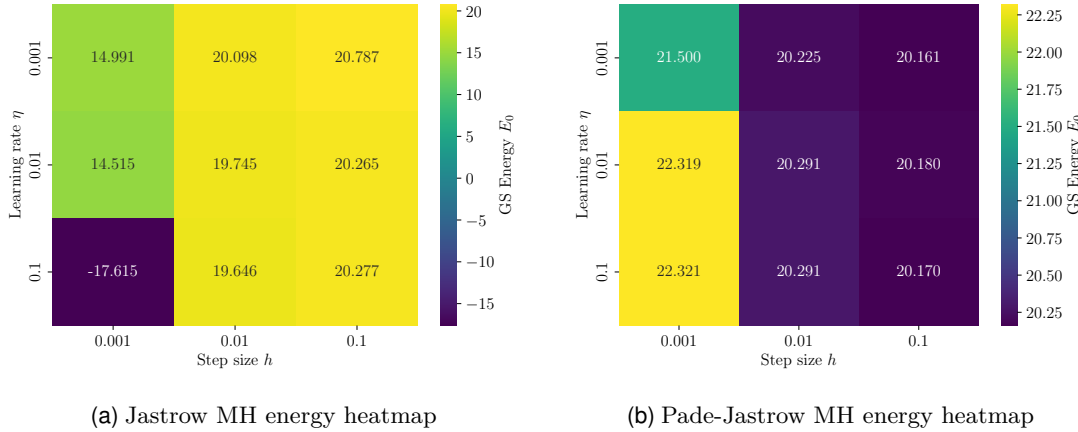 0.001 14.991 20.098 20.787
0.01 14.515 19.745 20.265
0.1 -17.615 19.646 20.277
0.001 0.01 0.1
Step size h
Learning rate η
20
15
10
5
0
−5
−10
−15
GS Energy E₀
(a) Jastrow MH energy heatmap
0.001 21.500 20.225 20.161
0.01 22.319 20.291 20.180
0.1 22.321 20.291 20.170
0.001 0.01 0.1
Step size h
Learning rate η
22.25
22.00
21.75
21.50
21.25
21.00
20.75
20.50
20.25
GS Energy E₀
(b) Pade-Jastrow MH energy heatmap